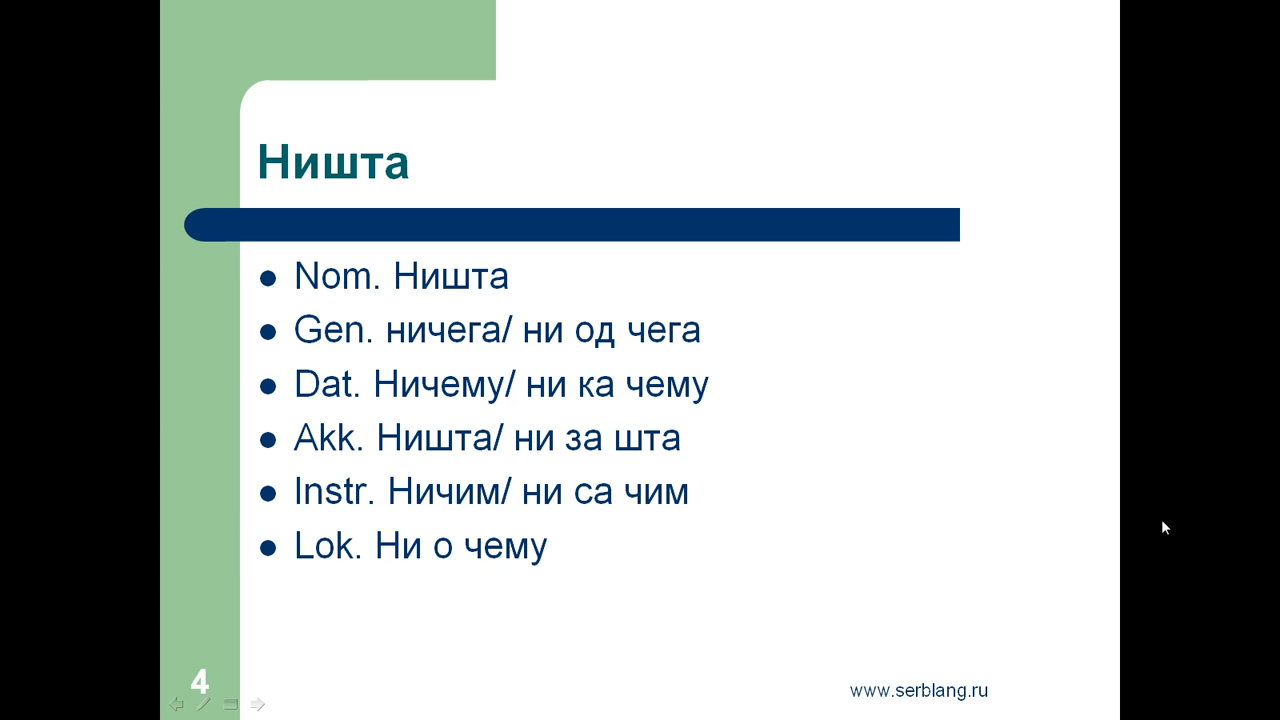 Ништа
Nom. Ништа
Gen. ничега/ ни од чега
Dat. Ничему/ ни ка чему
Akk. Ништа/ ни за шта
Instr. Ничим/ ни са чим
Lok. Ни о чему
4
www.serblang.ru